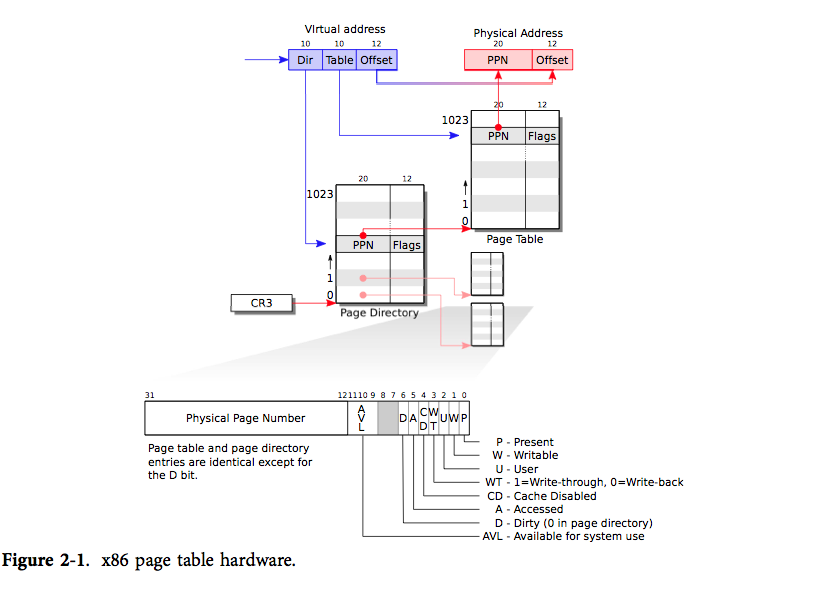 VIrtual address
10 10 12
Dir Table Offset
Physical Address
20 12
PPN Offset
20 12
1023
PPN Flags
1
0
Page Table
20 12
1023
PPN Flags
1
0
CR3
Page Directory
31 12 11 10 9 8 7 6 5 4 3 2 1 0
Physical Page Number
A
V
L
D A C
D W
T U W P
Page table and page directory
entries are identical except for
the D bit.
P - Present
W - Writable
U - User
WT - 1=Write-through, 0=Write-back
CD - Cache Disabled
A - Accessed
D - Dirty (0 in page directory)
AVL - Available for system use
Figure 2-1. x86 page table hardware.